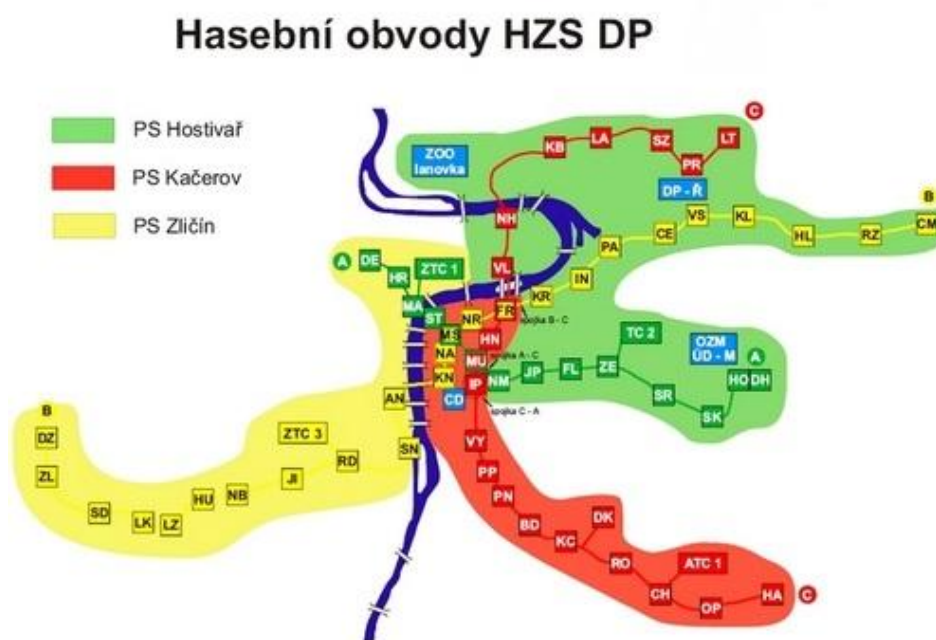 Hasební obvody HZS DP
PS Hostivař
PS Kačerov
PS Zličín
C
ZOO
lanovka
KB
LA
SZ
PR
LT
DP - Ř
B
NH
PA
CE
VS
KL
HL
RZ
CM
A
DE
HR
ZTC 1
MA
ST
VL
IN
KR
FR
spojka B - C
NR
MS
HN
NA
MU
spojka A - C
KN
IP
NM
JP
FL
ZE
TC 2
OZM
ÚD - M
A
HO
DH
SR
SK
CD
spojka C - A
AN
B
DZ
ZTC 3
SN
ZL
RD
JI
NB
HU
SD
LK
LZ
VY
PP
PN
BD
DK
KC
RO
ATC 1
CH
OP
HA
C